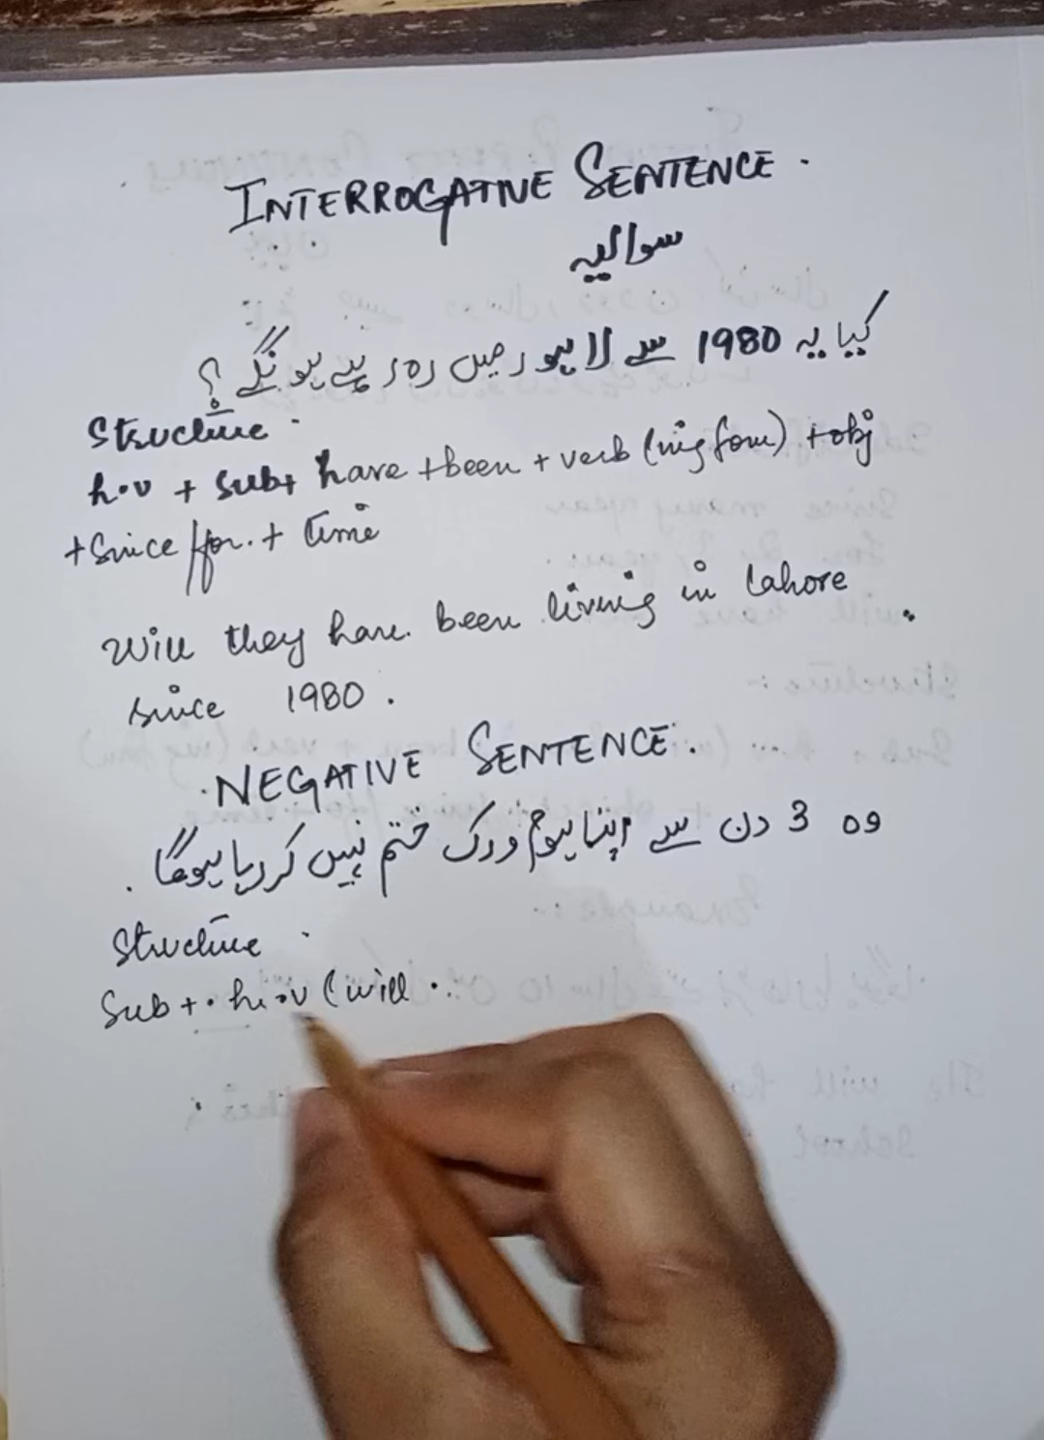 INTERROGATIVE SENTENCE.
سوالیہ
کیا یہ 1980 سے لاہور میں رہ رہے ہونگے؟
Structure.
h.v + sub+ have +been + verb (ing form) + obj
+ since/for. + time
Will they have been living in lahore
since 1980.
NEGATIVE SENTENCE.
وہ 3 دن سے اپنا ہوم ورک ختم نہیں کر رہا ہوگا.
Structure.
Sub + h.v (will